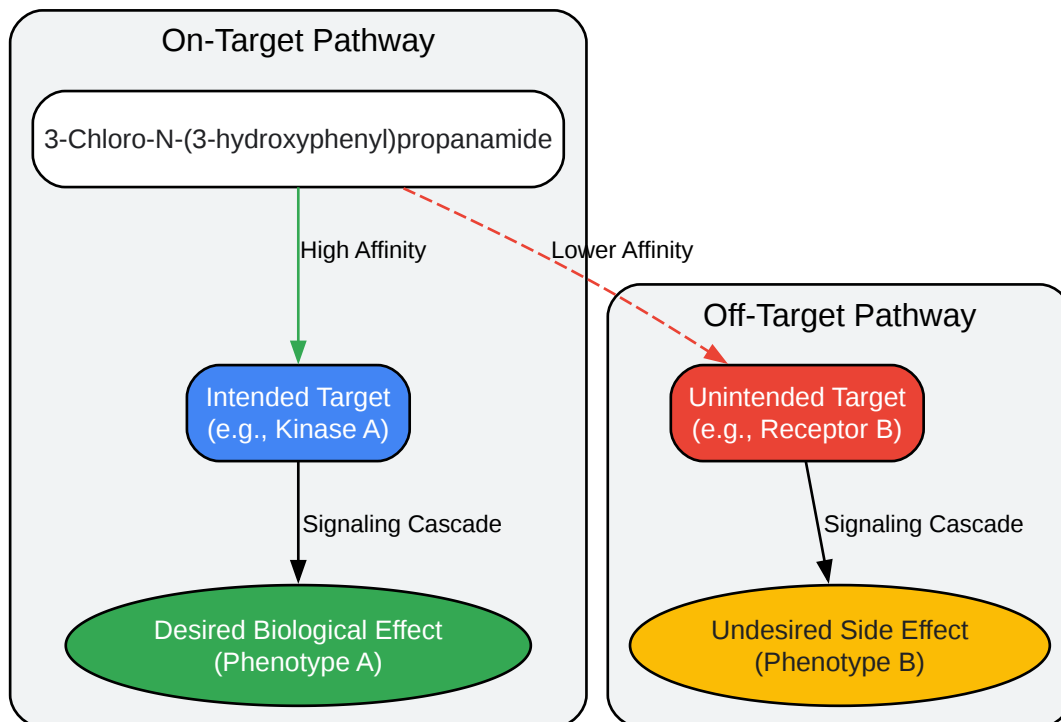 On-Target Pathway
3-Chloro-N-(3-hydroxyphenyl)propanamide
High Affinity
Lower Affinity
Off-Target Pathway
Intended Target
(e.g., Kinase A)
Unintended Target
(e.g., Receptor B)
Signaling Cascade
Signaling Cascade
Desired Biological Effect
(Phenotype A)
Undesired Side Effect
(Phenotype B)